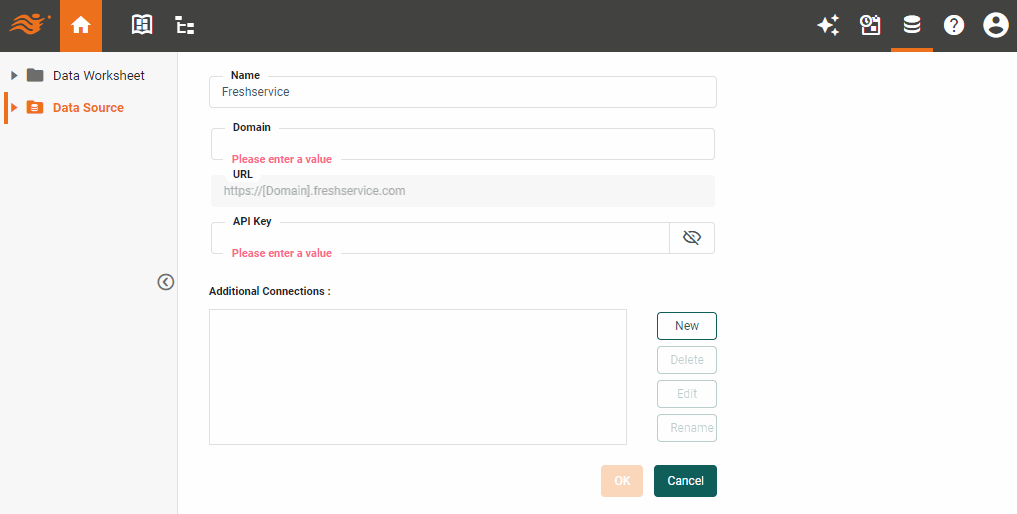 Data Worksheet
Data Source
Name
Freshservice
Domain
Please enter a value
URL
https://[Domain].freshservice.com
API Key
Please enter a value
Additional Connections :
New
Delete
Edit
Rename
OK
Cancel